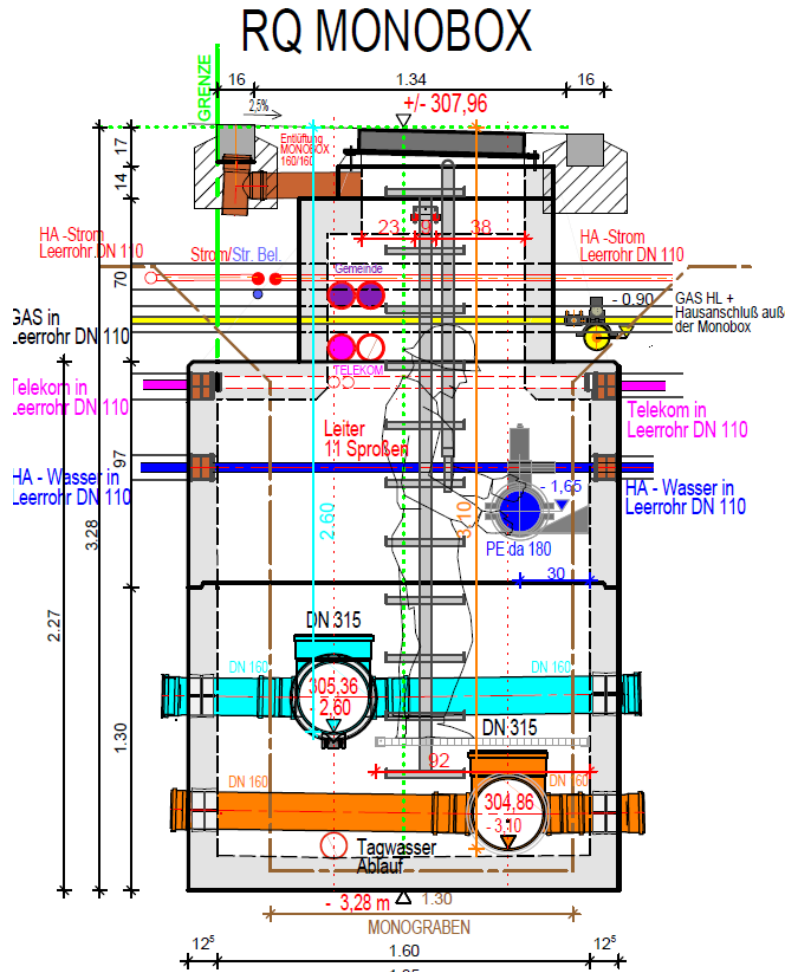 RQ MONOBOX
GRENZE
16
1.34
16
2,5%
+/- 307,96
17
Entlüftung
MONOBOX
160/160
14
23
9
38
HA -Strom
Leerrohr DN 110
Strom/Str. Bel.
HA -Strom
Leerrohr DN 110
Gemeinde
70
- 0,90
GAS HL +
Hausanschluß auß
der Monobox
GAS in
Leerrohr DN 110
TELEKOM
Telekom in
Leerrohr DN 110
Telekom in
Leerrohr DN 110
Leiter
11 Sproßen
97
HA - Wasser in
Leerrohr DN 110
- 1,65
HA - Wasser in
Leerrohr DN 110
3.28
2.60
3.10
PE da 180
30
2.27
DN 315
DN 160
DN 160
305,36
- 2,60
1.30
DN 315
92
DN 160
DN 160
304,86
- 3,10
Tagwasser
Ablauf
- 3,28 m
1.30
MONOGRABEN
12⁵
1.60
12⁵